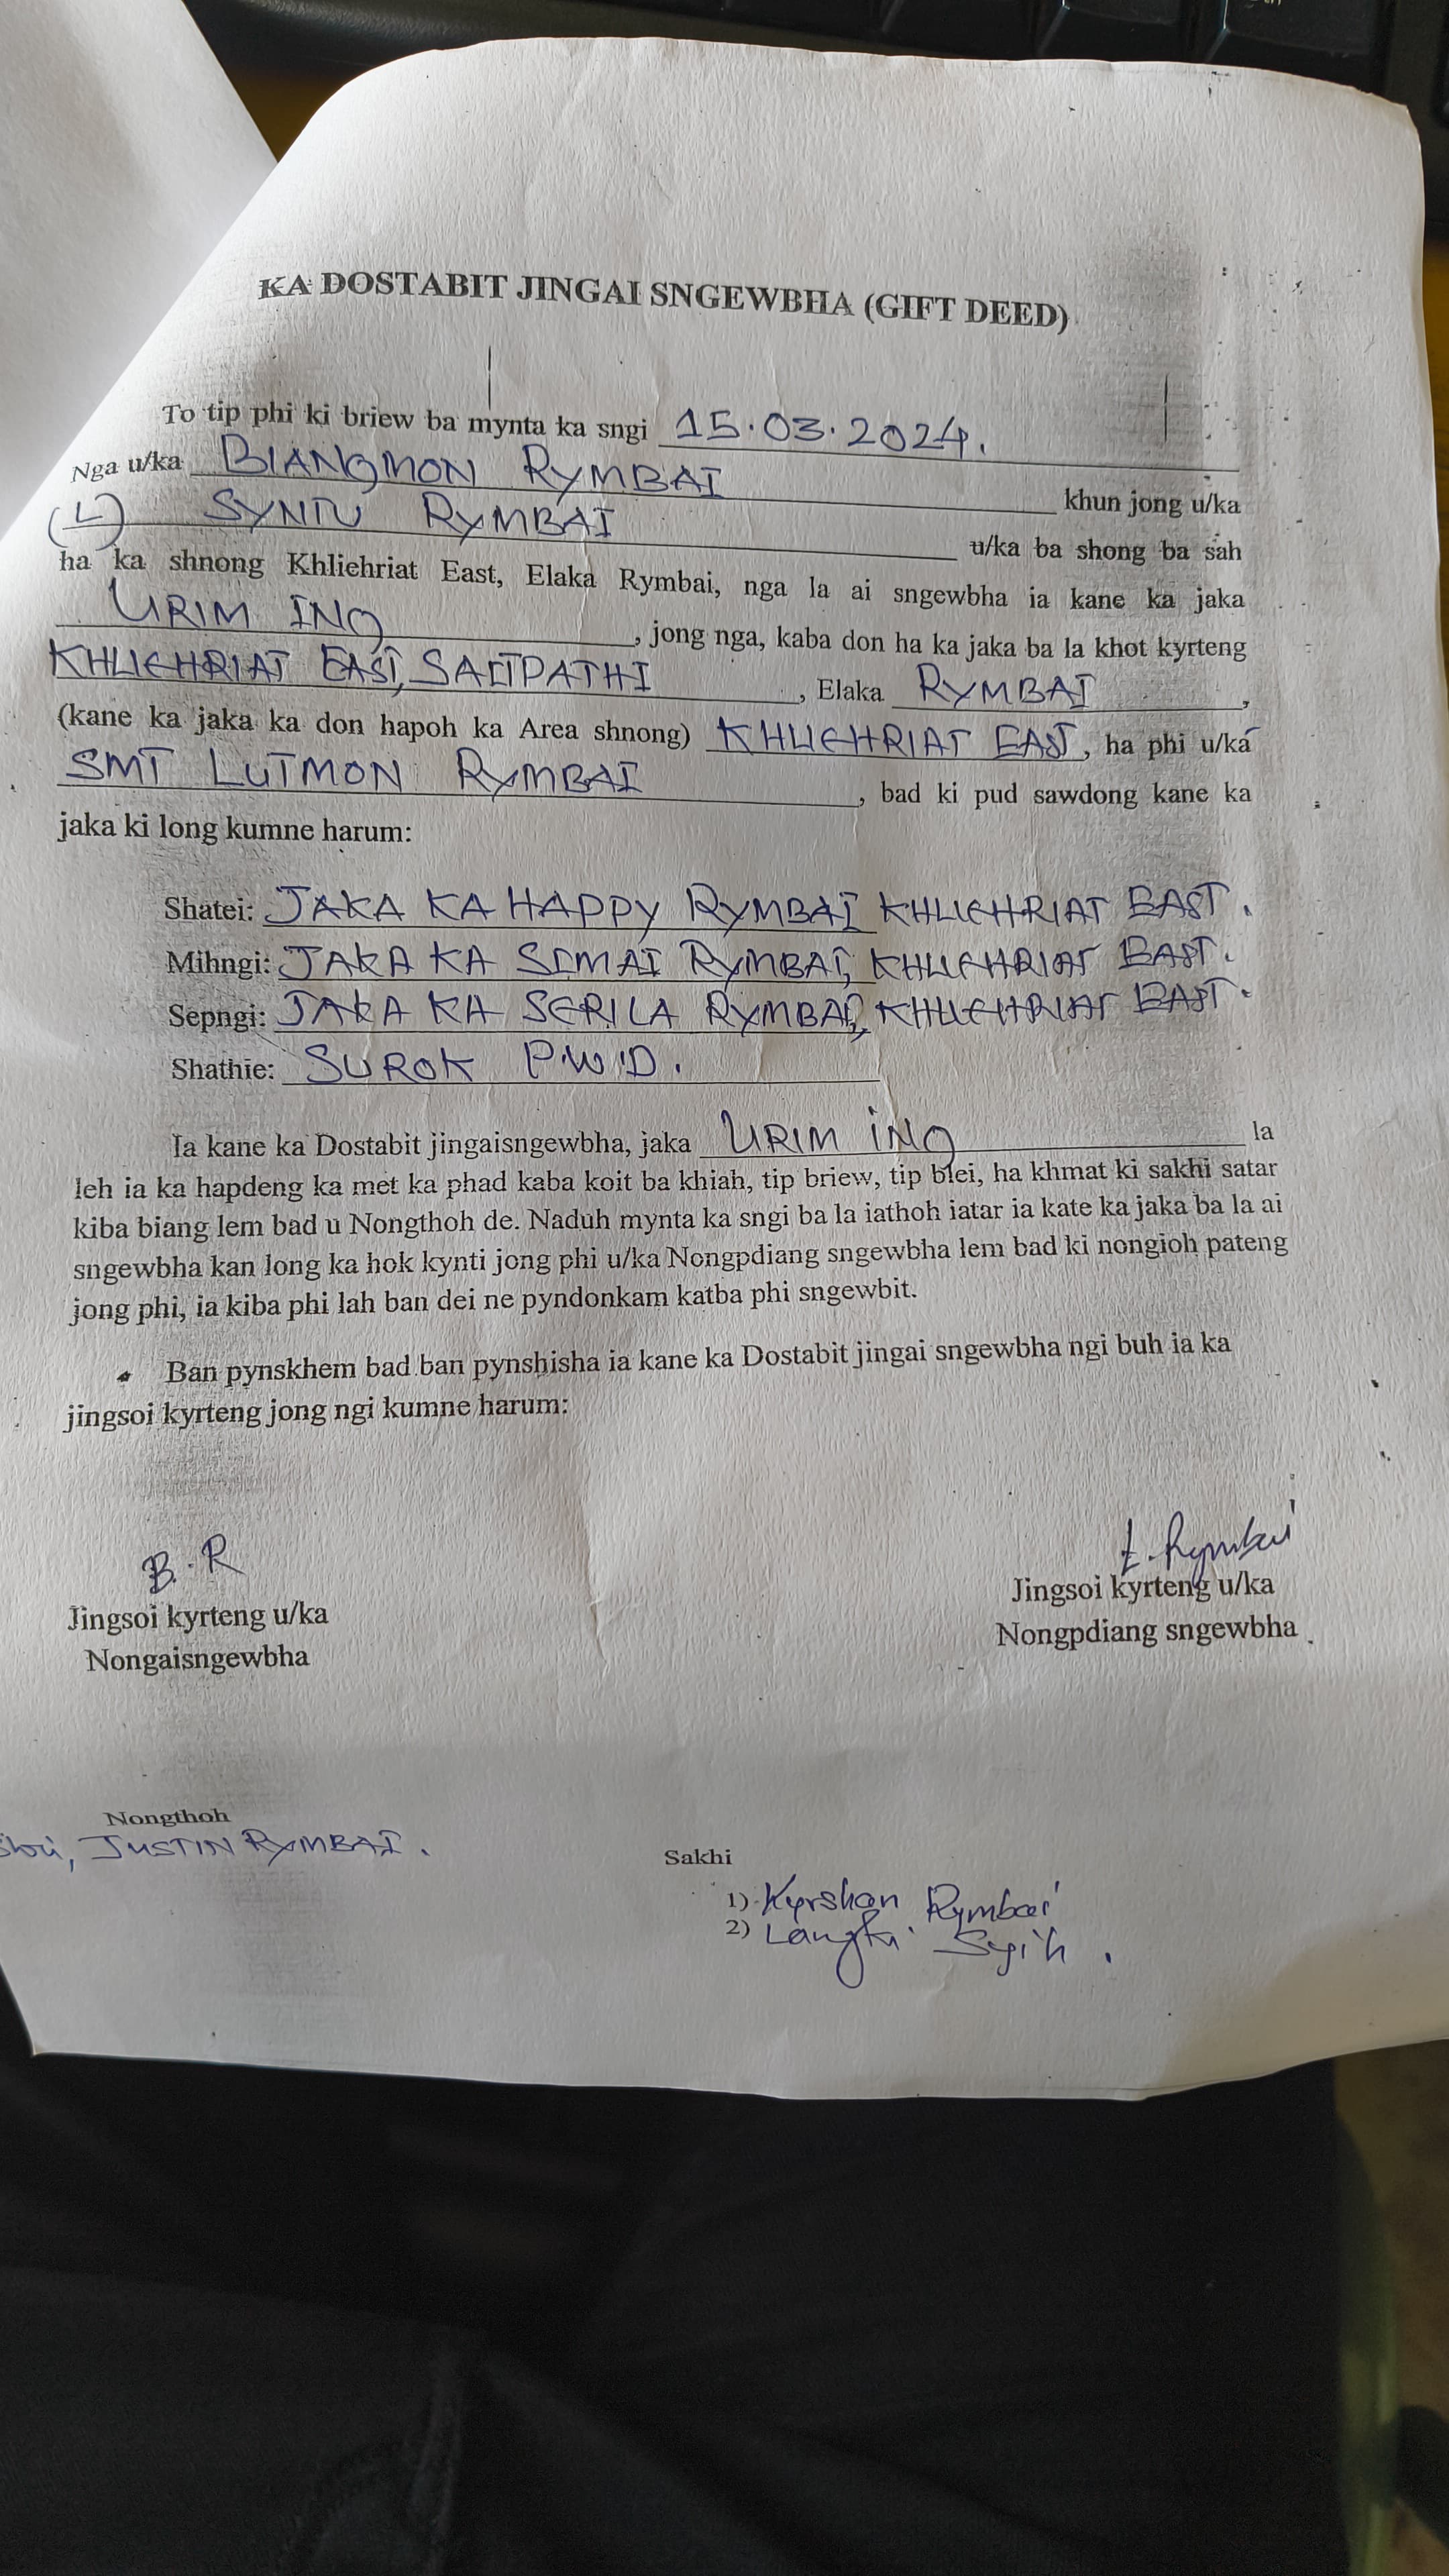 KA DOSTABIT JINGAI SNGEWBHA (GIFT DEED)
To tip phi ki briew ba mynta ka sngi 15.03.2024.
Nga u/ka BIANGMON RYMBAI khun jong u/ka
(L) SYNTU RYMBAI u/ka ba shong ba sah
ha ka shnong Khliehriat East, Elaka Rymbai, nga la ai sngewbha ia kane ka jaka
URIM ING, jong nga, kaba don ha ka jaka ba la khot kyrteng
KHLIEHRIAT EAST, SALTPATHI, Elaka RYMBAI,
(kane ka jaka ka don hapoh ka Area shnong) KHLIEHRIAT EAST, ha phi u/ka
SMT LUTMON RYMBAI, bad ki pud sawdong kane ka
jaka ki long kumne harum:
Shatei: JAKA KA HAPPY RYMBAI KHLIEHRIAT EAST.
Mihngi: JAKA KA SIMAI RYMBAI, KHLIEHRIAT EAST.
Sepngi: JAKA KA SERILA RYMBAI, KHLIEHRIAT EAST.
Shathie: SUROK P.W.D.
Ia kane ka Dostabit jingaisngewbha, jaka URIM ING la
leh ia ka hapdeng ka met ka phad kaba koit ba khiah, tip briew, tip blei, ha khmat ki sakhi satar
kiba biang lem bad u Nongthoh de. Naduh mynta ka sngi ba la iathoh iatar ia kate ka jaka ba la ai
sngewbha kan long ka hok kynti jong phi u/ka Nongpdiang sngewbha lem bad ki nongioh pateng
jong phi, ia kiba phi lah ban dei ne pyndonkam katba phi sngewbit.
Ban pynskhem bad ban pynshisha ia kane ka Dostabit jingai sngewbha ngi buh ia ka
jingsoi kyrteng jong ngi kumne harum:
B.R
L. Rymbai
Jingsoi kyrteng u/ka
Nongaisngewbha
Jingsoi kyrteng u/ka
Nongpdiang sngewbha
Nongthoh
Shri, JUSTIN RYMBAI.
Sakhi
1) Kyrshan Rymbai
2) Langki Syih.